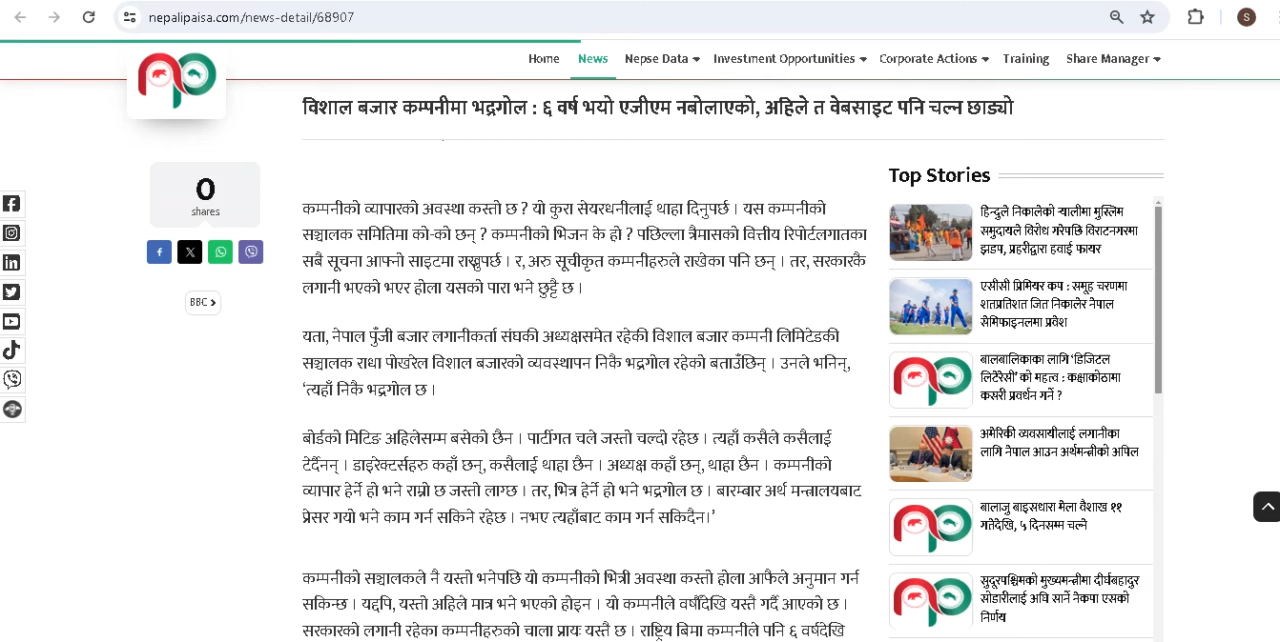 nepalipaisa.com/news-detail/68907
S
Home News Nepse Data Investment Opportunities Corporate Actions Training Share Manager
विशाल बजार कम्पनीमा भद्रगोल : ६ वर्ष भयो एजीएम नबोलाएको, अहिले त वेबसाइट पनि चल्न छाड्यो
0
shares
BBC
कम्पनीको व्यापारको अवस्था कस्तो छ ? यो कुरा सेयरधनीलाई थाहा दिनुपर्छ । यस कम्पनीको
सञ्चालक समितिमा को-को छन् ? कम्पनीको भिजन के हो ? पछिल्ला त्रैमासको वित्तीय रिपोर्टलगातका
सबै सूचना आफ्नो साइटमा राख्नुपर्छ । र, अरु सूचीकृत कम्पनीहरुले राखेका पनि छन् । तर, सरकारकै
लगानी भएको भएर होला यसको पारा भने छुट्टै छ ।
यता, नेपाल पुँजी बजार लगानीकर्ता संघकी अध्यक्षसमेत रहेकी विशाल बजार कम्पनी लिमिटेडकी
सञ्चालक राधा पोखरेल विशाल बजारको व्यवस्थापन निकै भद्रगोल रहेको बताउँछिन् । उनले भनिन्,
‘त्यहाँ निकै भद्रगोल छ ।
बोर्डको मिटिङ अहिलेसम्म बसेको छैन । पार्टीगत चले जस्तो चल्दो रहेछ । त्यहाँ कसैले कसैलाई
टेर्दैनन् । डाइरेक्टर्सहरु कहाँ छन्, कसैलाई थाहा छैन । अध्यक्ष कहाँ छन्, थाहा छैन । कम्पनीको
व्यापार हेर्ने हो भने राम्रो छ जस्तो लाग्छ । तर, भित्र हेर्ने हो भने भद्रगोल छ । बारम्बार अर्थ मन्त्रालयबाट
प्रेसर गयो भने काम गर्न सकिने रहेछ । नभए त्यहाँबाट काम गर्न सकिदैन।’
कम्पनीको सञ्चालकले नै यस्तो भनेपछि यो कम्पनीको भित्री अवस्था कस्तो होला आफैले अनुमान गर्न
सकिन्छ । यद्दपि, यस्तो अहिले मात्र भने भएको होइन । यो कम्पनीले वर्षौँदेखि यस्तै गर्दै आएको छ ।
सरकारको लगानी रहेका कम्पनीहरुको चाला प्रायः यस्तै छ । राष्ट्रिय बिमा कम्पनीले पनि ६ वर्षदेखि
Top Stories
हिन्दुले निकालेको र्‍यालीमा मुस्लिम
समुदायले विरोध गरेपछि विराटनगरमा
झडप, प्रहरीद्वारा हवाई फायर
एसीसी प्रिमियर कप : समूह चरणमा
शतप्रतिशत जित निकालेर नेपाल
सेमिफाइनलमा प्रवेश
बालबालिकाका लागि ‘डिजिटल
लिटेरेसी’ को महत्व : कक्षाकोठामा
कसरी प्रवर्धन गर्ने ?
अमेरिकी व्यवसायीलाई लगानीका
लागि नेपाल आउन अर्थमन्त्रीको अपिल
बालाजु बाइसधारा मेला वैशाख ११
गतेदेखि, ५ दिनसम्म चल्ने
सुदूरपश्चिमको मुख्यमन्त्रीमा दीर्घबहादुर
सोडारीलाई अघि सार्ने नेकपा एसको
निर्णय